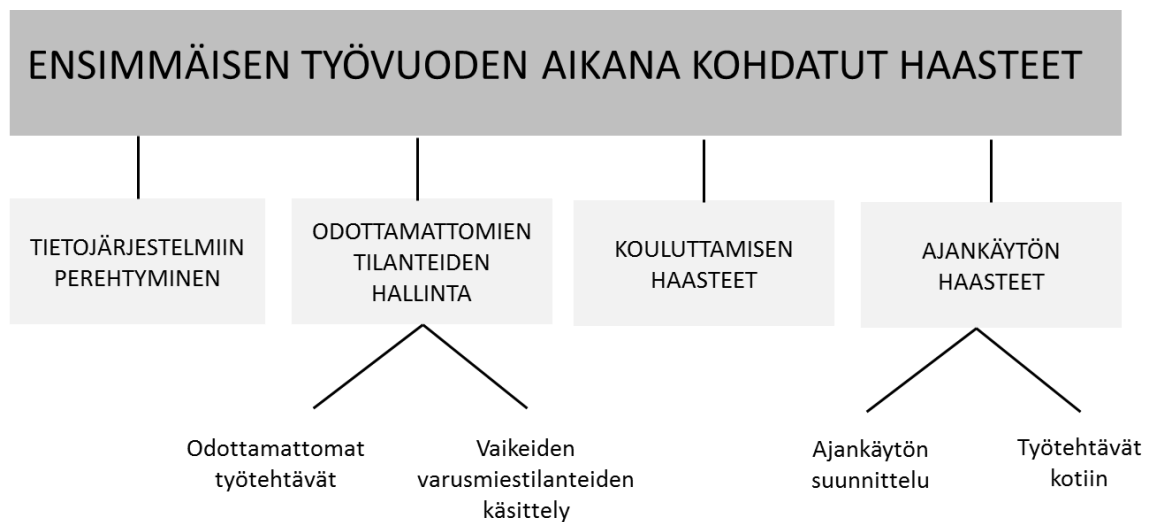 ENSIMMÄISEN TYÖVUODEN AIKANA KOHDATUT HAASTEET
TIETOJÄRJESTELMIIN
PEREHTYMINEN
ODOTTAMATTOMIEN
TILANTEIDEN
HALLINTA
KOULUTTAMISEN
HAASTEET
AJANKÄYTÖN
HAASTEET
Odottamattomat
työtehtävät
Vaikeiden
varusmiestilanteiden
käsittely
Ajankäytön
suunnittelu
Työtehtävät
kotiin